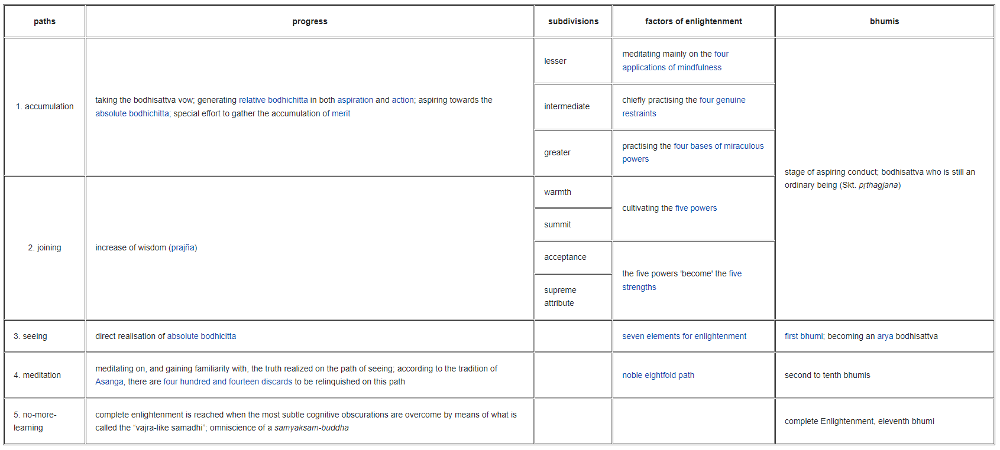 paths
progress
subdivisions
factors of enlightenment
bhumis
1. accumulation
taking the bodhisattva vow; generating relative bodhichitta in both aspiration and action; aspiring towards the
absolute bodhichitta; special effort to gather the accumulation of merit
lesser
meditating mainly on the four
applications of mindfulness
stage of aspiring conduct; bodhisattva who is still an
ordinary being (Skt. pṛthagjana)
intermediate
chiefly practising the four genuine
restraints
greater
practising the four bases of miraculous
powers
2. joining
increase of wisdom (prajña)
warmth
cultivating the five powers
summit
acceptance
the five powers 'become' the five
strengths
supreme
attribute
3. seeing
direct realisation of absolute bodhicitta
seven elements for enlightenment
first bhumi; becoming an arya bodhisattva
4. meditation
meditating on, and gaining familiarity with, the truth realized on the path of seeing; according to the tradition of
Asanga, there are four hundred and fourteen discards to be relinquished on this path
noble eightfold path
second to tenth bhumis
5. no-more-
learning
complete enlightenment is reached when the most subtle cognitive obscurations are overcome by means of what is
called the “vajra-like samadhi”; omniscience of a samyaksam-buddha
complete Enlightenment, eleventh bhumi